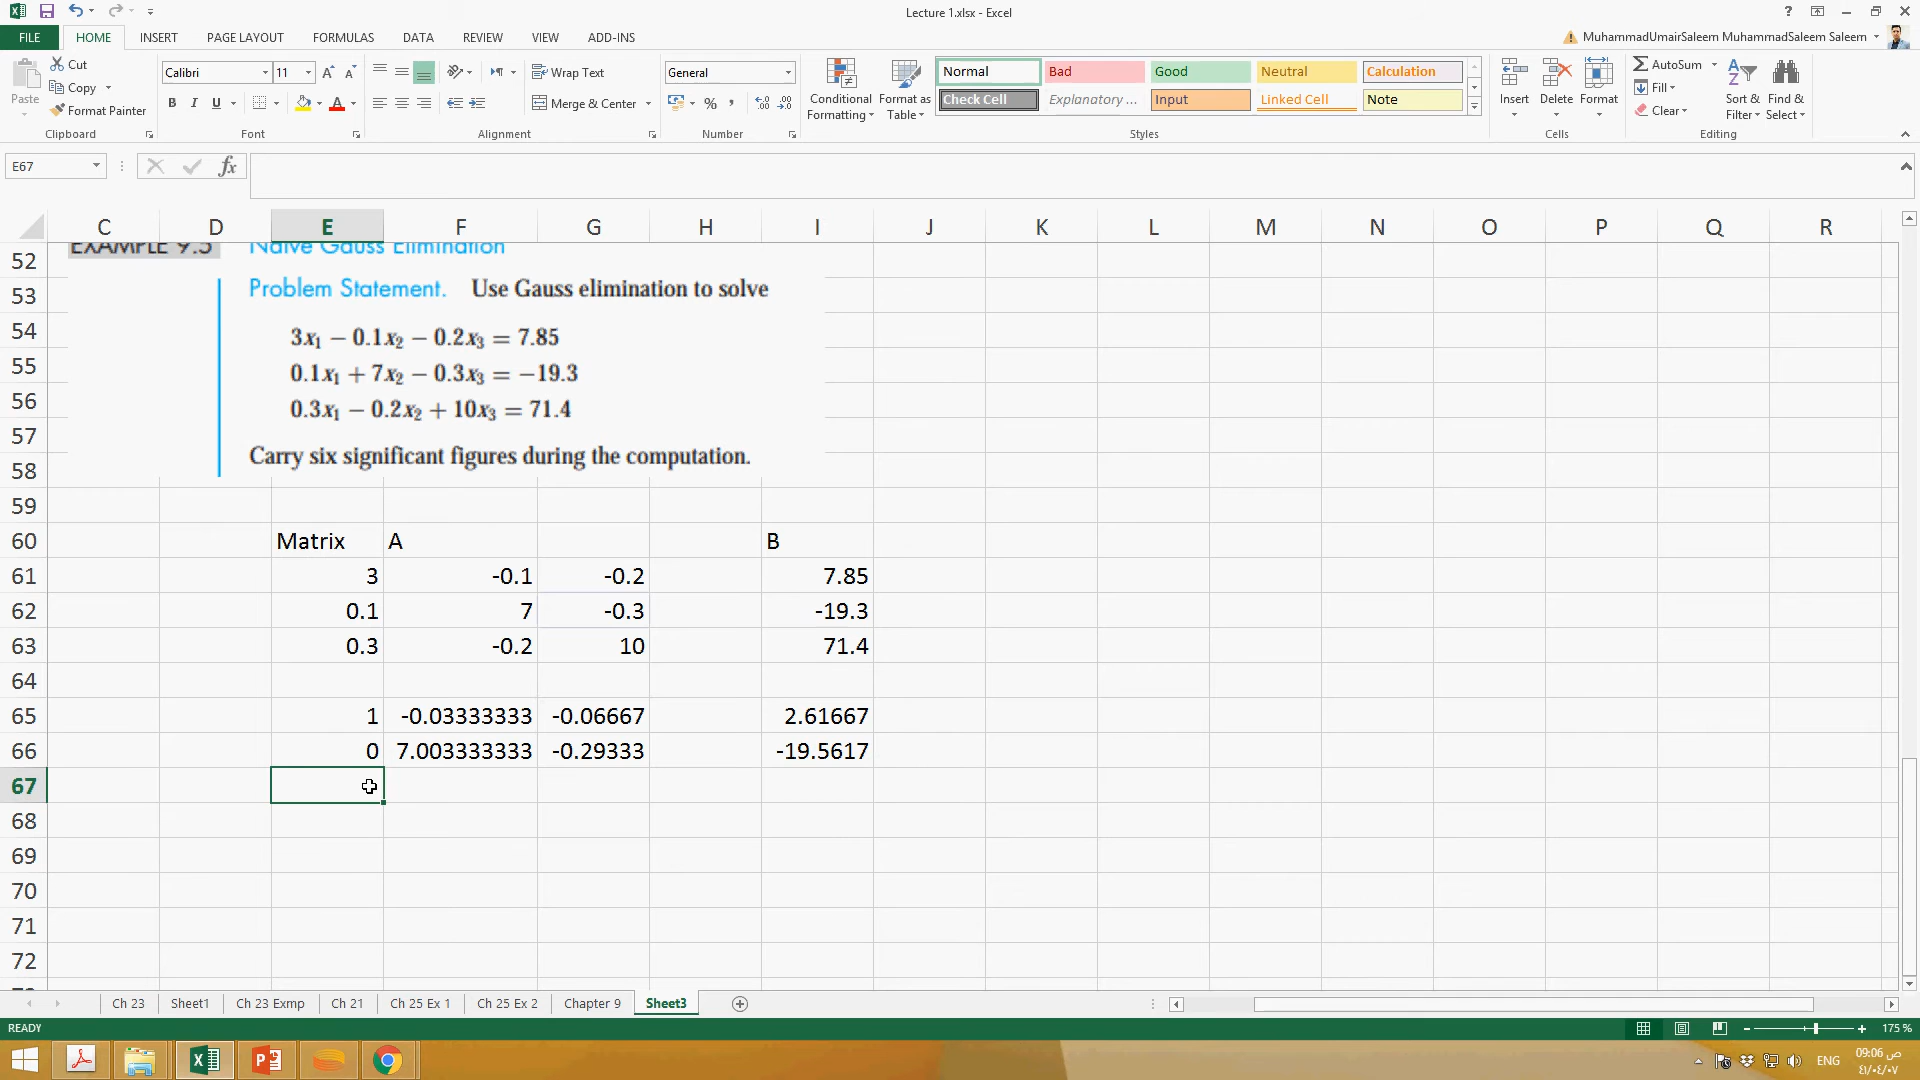 Lecture 1.xlsx - Excel
FILE HOME INSERT PAGE LAYOUT FORMULAS DATA REVIEW VIEW ADD-INS
MuhammadUmairSaleem MuhammadSaleem Saleem
Paste
Cut
Copy
Format Painter
Clipboard
Calibri 11
B I U
Font
Wrap Text
Merge & Center
Alignment
General
Number
Conditional Formatting
Format as Table
Normal Bad Good Neutral Calculation
Check Cell Explanatory ... Input Linked Cell Note
Styles
Insert Delete Format
Cells
AutoSum
Fill
Clear
Sort & Filter
Find & Select
Editing
E67
fx
C D E F G H I J K L M N O P Q R
EXAMPLE 9.5 Naive Gauss Elimination
Problem Statement. Use Gauss elimination to solve
3x₁ − 0.1x₂ − 0.2x₃ = 7.85
0.1x₁ + 7x₂ − 0.3x₃ = −19.3
0.3x₁ − 0.2x₂ + 10x₃ = 71.4
Carry six significant figures during the computation.
52
53
54
55
56
57
58
59
60 Matrix A B
61 3 -0.1 -0.2 7.85
62 0.1 7 -0.3 -19.3
63 0.3 -0.2 10 71.4
64
65 1 -0.03333333 -0.06667 2.61667
66 0 7.003333333 -0.29333 -19.5617
67
68
69
70
71
72
Ch 23 Sheet1 Ch 23 Exmp Ch 21 Ch 25 Ex 1 Ch 25 Ex 2 Chapter 9 Sheet3
READY
175 %
ENG
09:06 ص
٤١/٠٤/٠٧